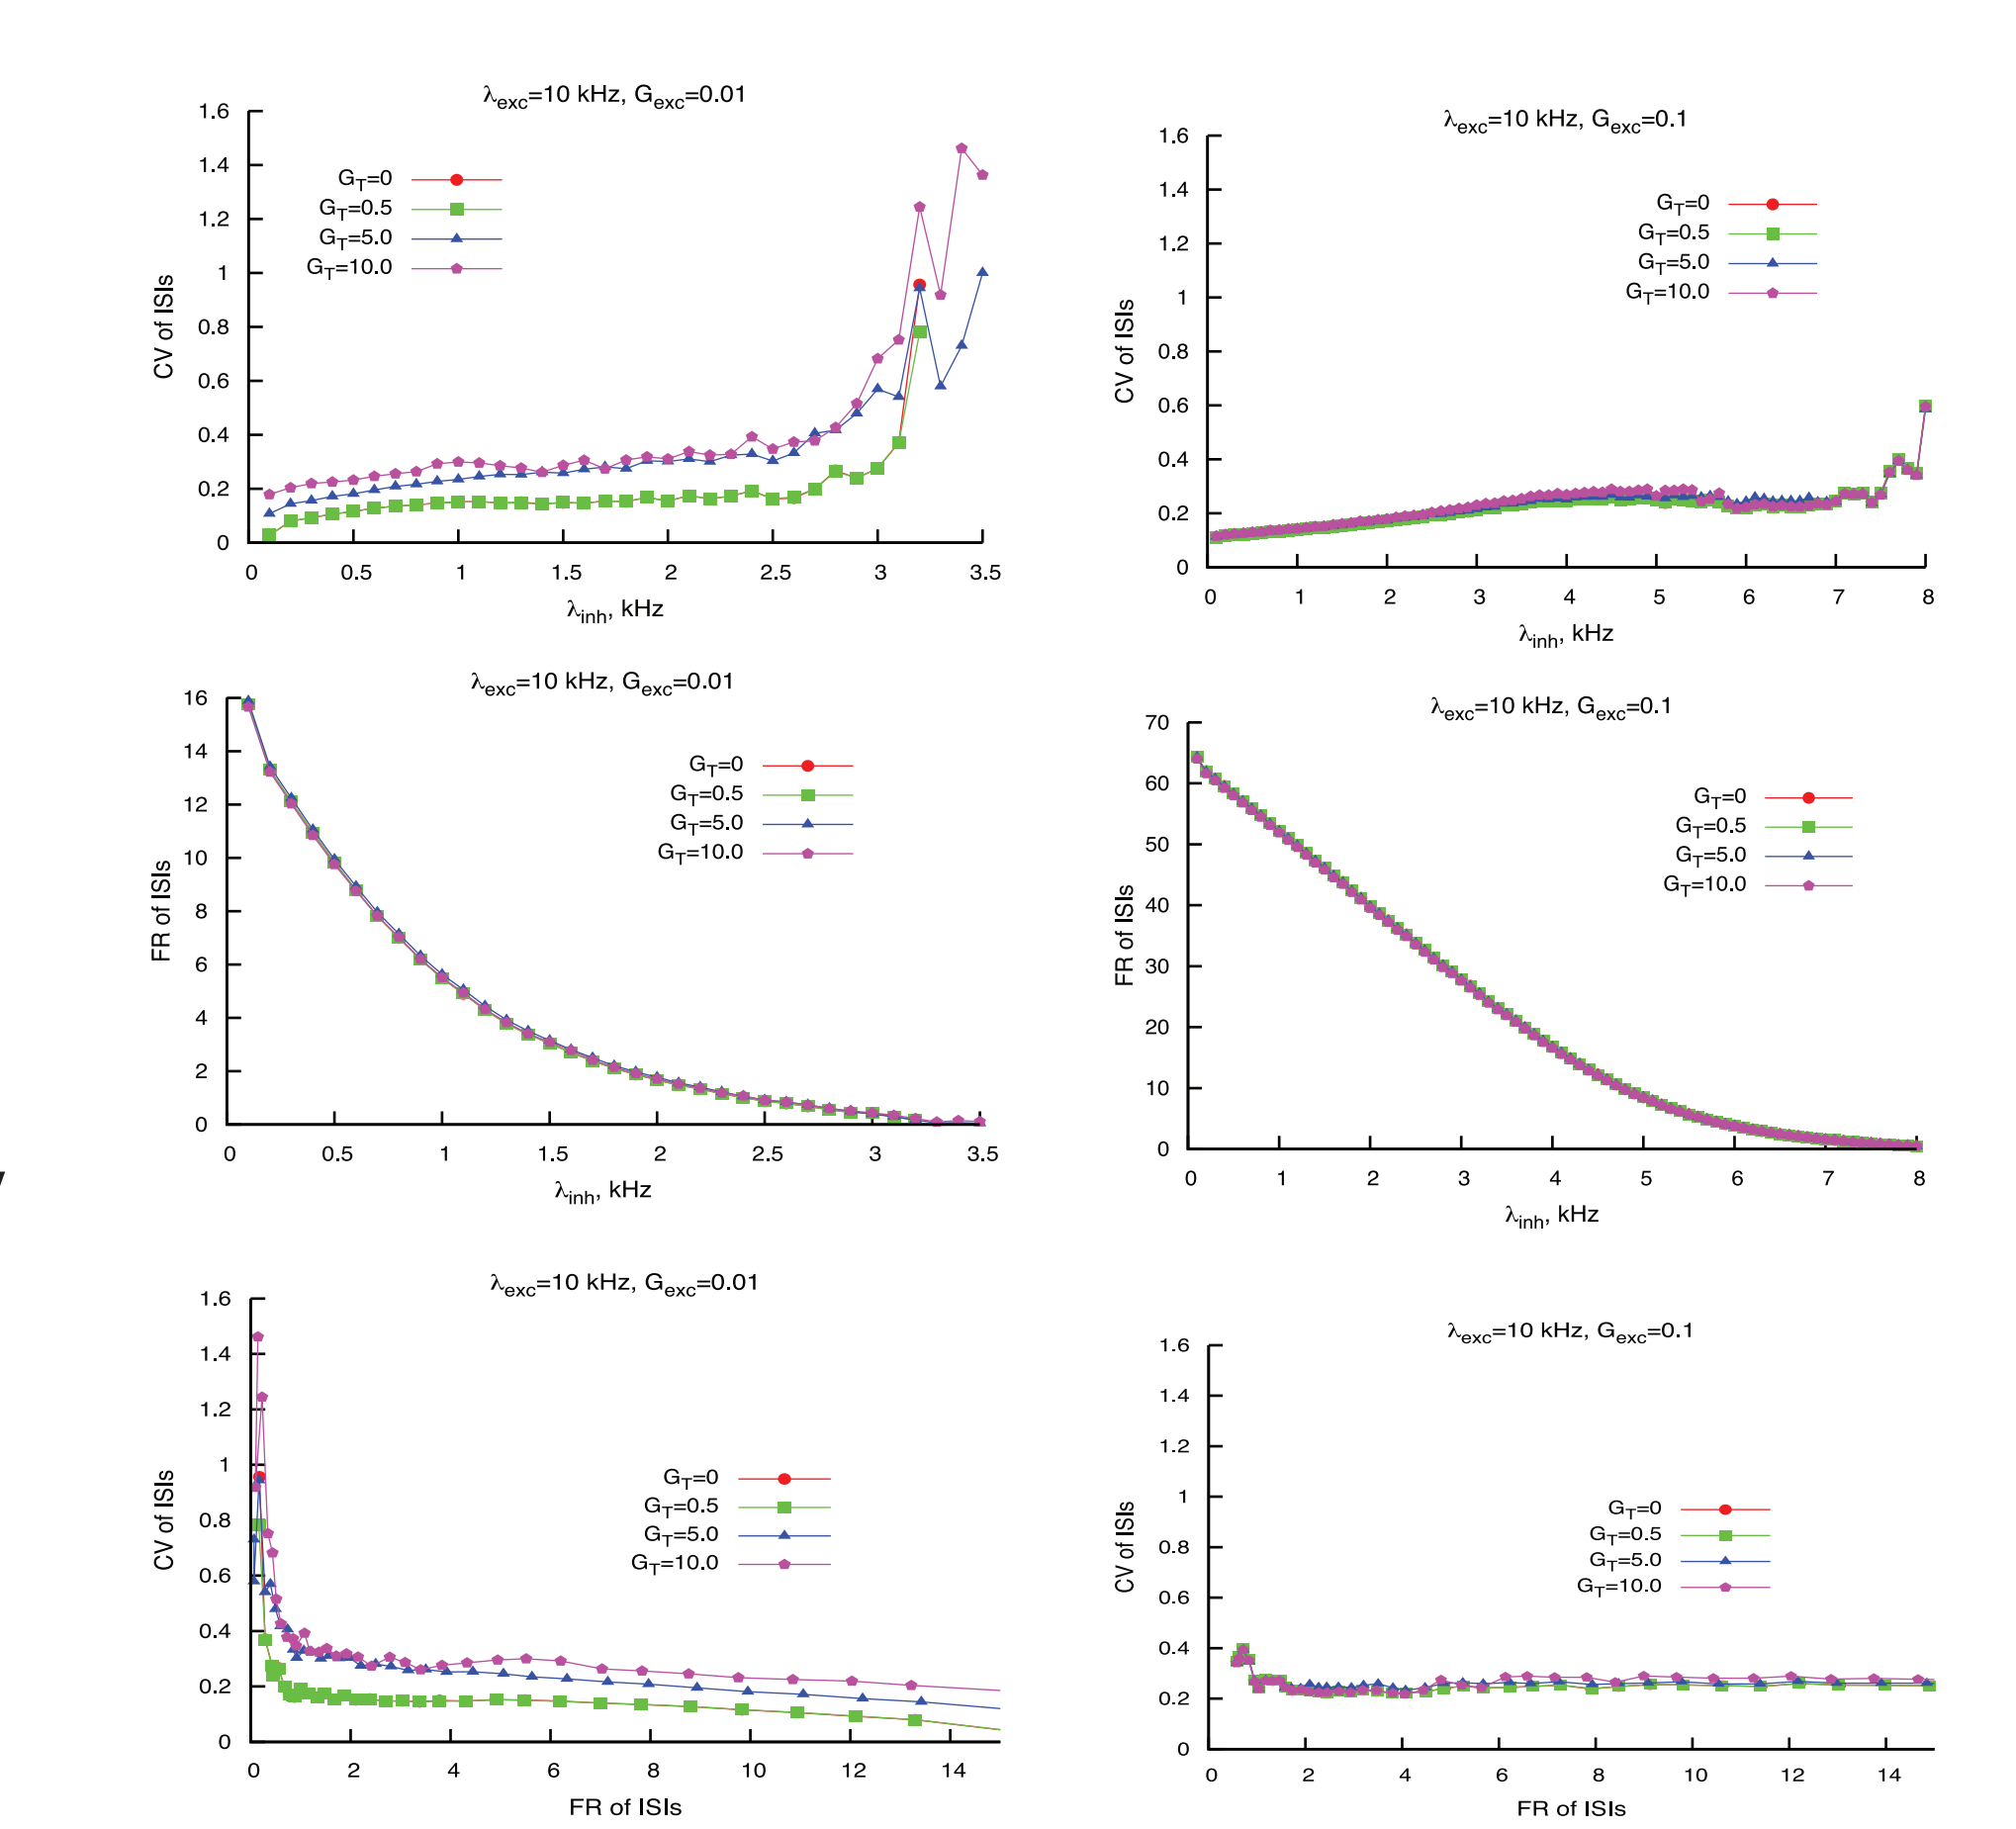 λexc=10 kHz, Gexc=0.01
1.6
1.4
1.2
1
0.8
0.6
0.4
0.2
0
CV of ISIs
GT=0
GT=0.5
GT=5.0
GT=10.0
0 0.5 1 1.5 2 2.5 3 3.5
λinh, kHz
λexc=10 kHz, Gexc=0.1
1.6
1.4
1.2
1
0.8
0.6
0.4
0.2
0
CV of ISIs
GT=0
GT=0.5
GT=5.0
GT=10.0
0 1 2 3 4 5 6 7 8
λinh, kHz
λexc=10 kHz, Gexc=0.01
16
14
12
10
8
6
4
2
0
FR of ISIs
GT=0
GT=0.5
GT=5.0
GT=10.0
0 0.5 1 1.5 2 2.5 3 3.5
λinh, kHz
λexc=10 kHz, Gexc=0.1
70
60
50
40
30
20
10
0
FR of ISIs
GT=0
GT=0.5
GT=5.0
GT=10.0
0 1 2 3 4 5 6 7 8
λinh, kHz
λexc=10 kHz, Gexc=0.01
1.6
1.4
1.2
1
0.8
0.6
0.4
0.2
0
CV of ISIs
GT=0
GT=0.5
GT=5.0
GT=10.0
0 2 4 6 8 10 12 14
FR of ISIs
λexc=10 kHz, Gexc=0.1
1.6
1.4
1.2
1
0.8
0.6
0.4
0.2
0
CV of ISIs
GT=0
GT=0.5
GT=5.0
GT=10.0
0 2 4 6 8 10 12 14
FR of ISIs